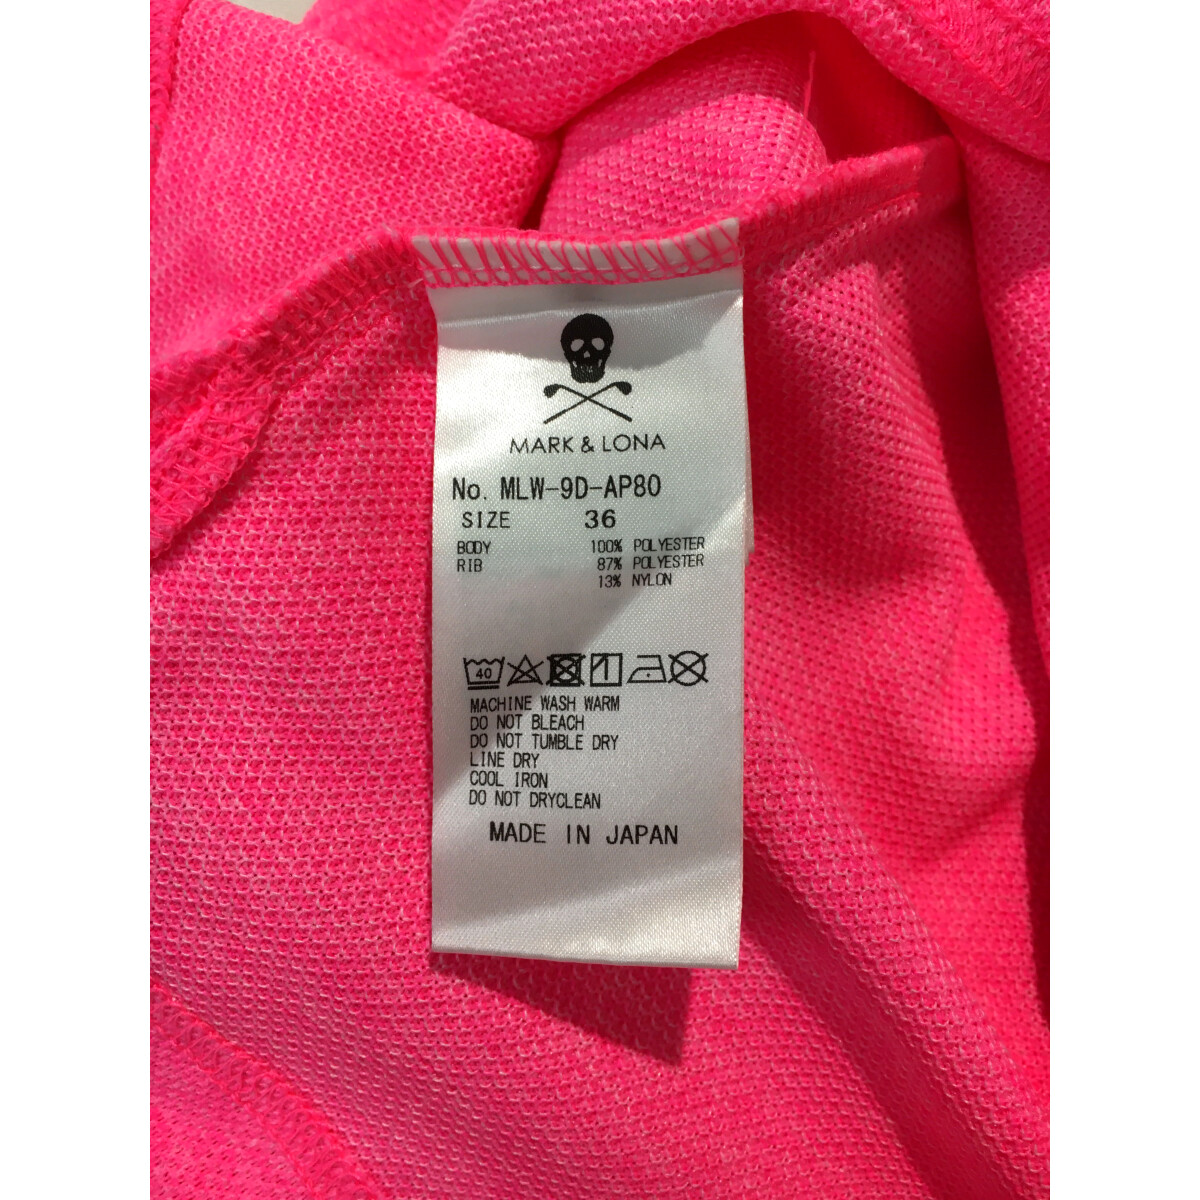 MARK & LONA
No. MLW-9D-AP80
SIZE 36
BODY 100% POLYESTER
RIB 87% POLYESTER
13% NYLON
40 1
MACHINE WASH WARM
DO NOT BLEACH
DO NOT TUMBLE DRY
LINE DRY
COOL IRON
DO NOT DRYCLEAN
MADE IN JAPAN